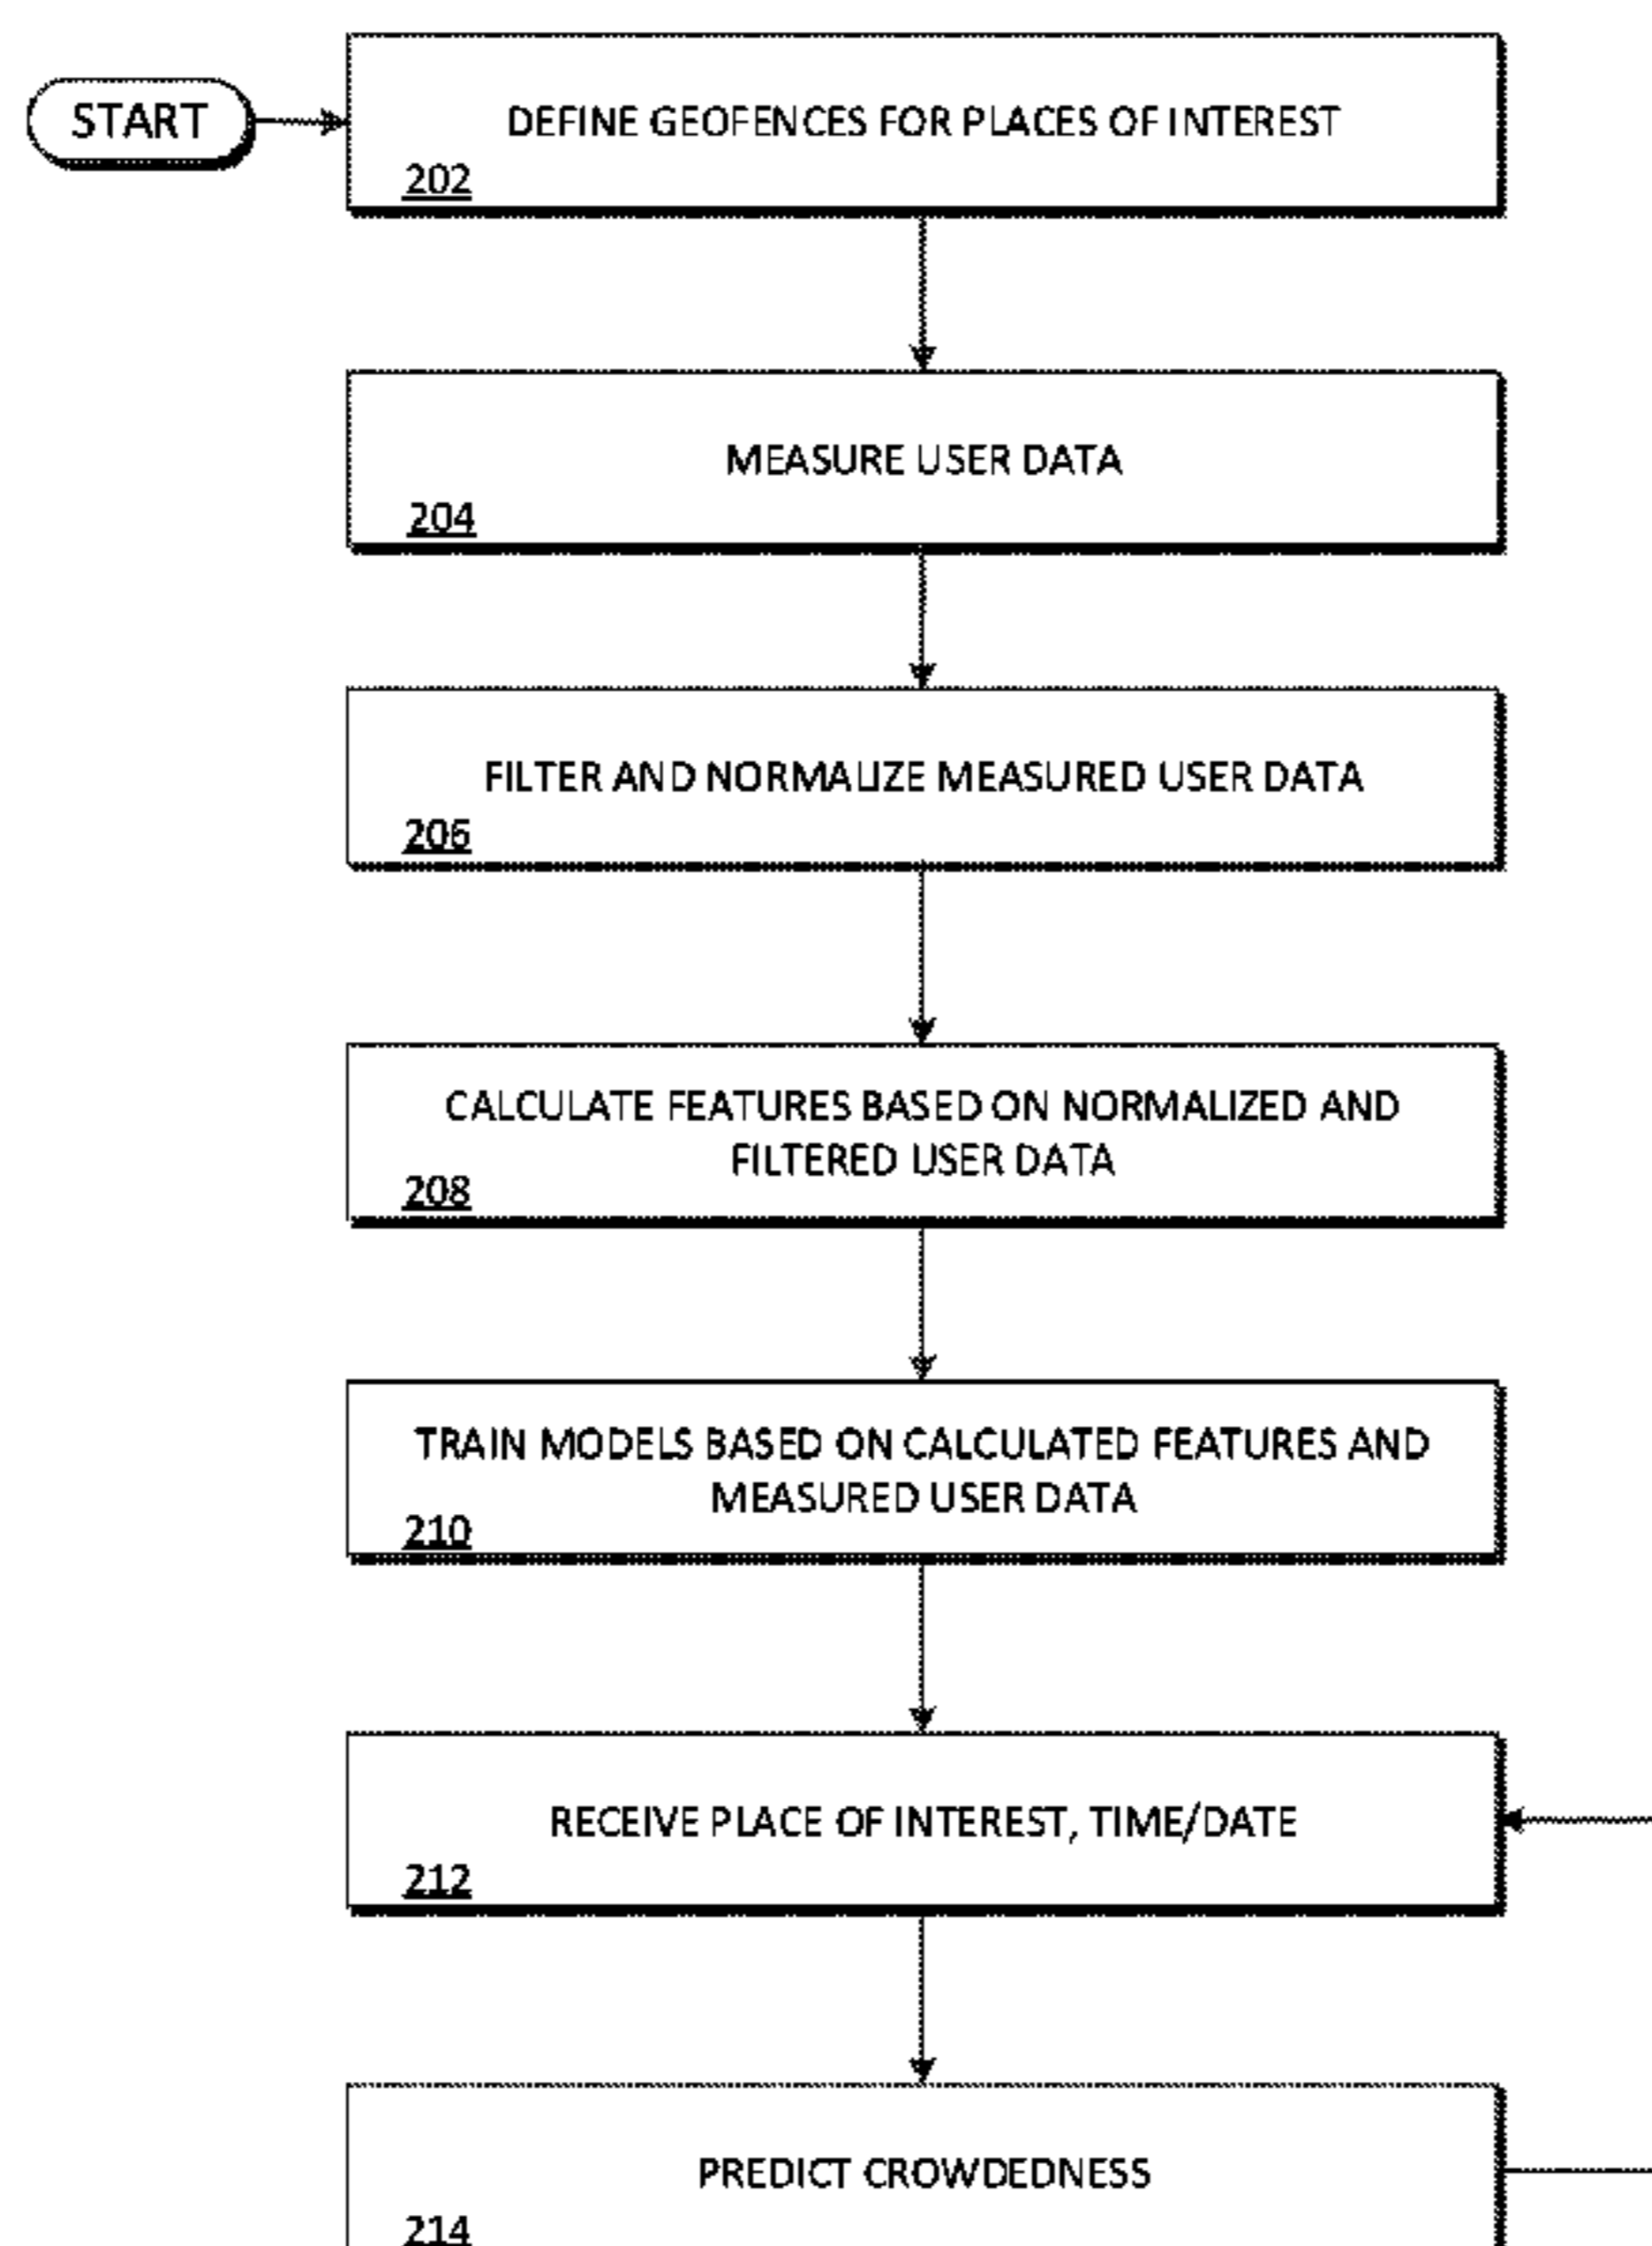 START
DEFINE GEOFENCES FOR PLACES OF INTEREST
202
MEASURE USER DATA
204
FILTER AND NORMALIZE MEASURED USER DATA
206
CALCULATE FEATURES BASED ON NORMALIZED AND
FILTERED USER DATA
208
TRAIN MODELS BASED ON CALCULATED FEATURES AND
MEASURED USER DATA
210
RECEIVE PLACE OF INTEREST, TIME/DATE
212
PREDICT CROWDEDNESS
214